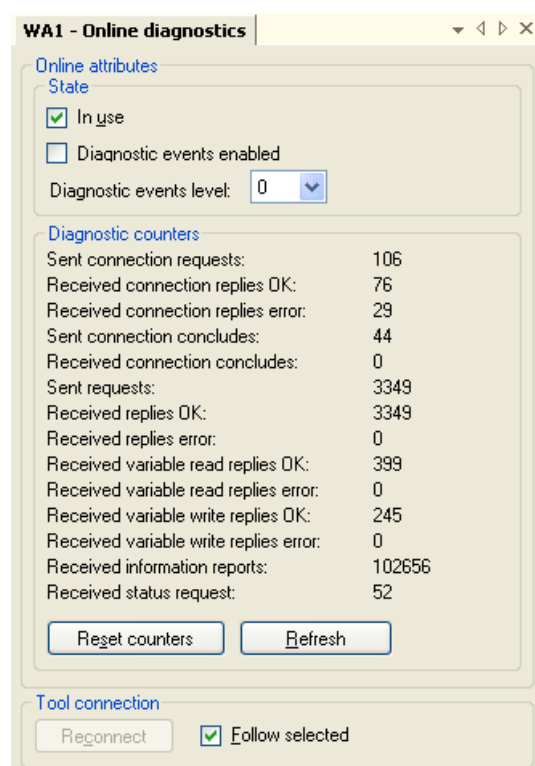 WA1 - Online diagnostics
Online attributes
State
In use
Diagnostic events enabled
Diagnostic events level: 0
Diagnostic counters
Sent connection requests: 106
Received connection replies OK: 76
Received connection replies error: 29
Sent connection concludes: 44
Received connection concludes: 0
Sent requests: 3349
Received replies OK: 3349
Received replies error: 0
Received variable read replies OK: 399
Received variable read replies error: 0
Received variable write replies OK: 245
Received variable write replies error: 0
Received information reports: 102656
Received status request: 52
Reset counters Refresh
Tool connection
Reconnect Follow selected